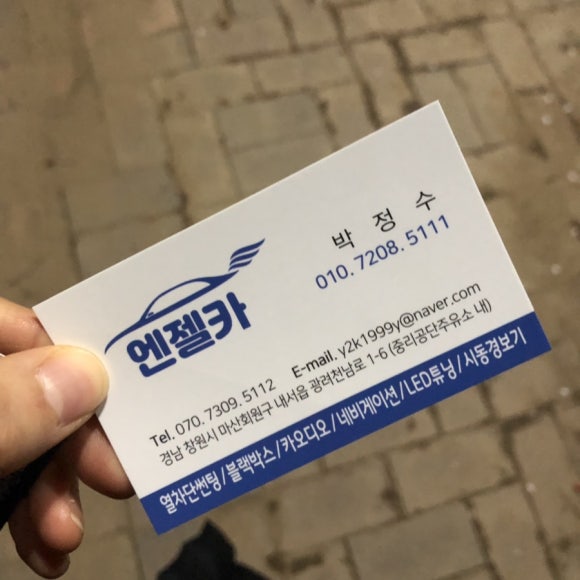 엔젤카
박 정 수
010.7208.5111
Tel. 070.7309.5112 E-mail. y2k1999y@naver.com
경남 창원시 마산회원구 내서읍 광려천남로 1-6 (중리공단주유소 내)
열차단썬팅/블랙박스/카오디오/네비게이션/LED튜닝/시동경보기